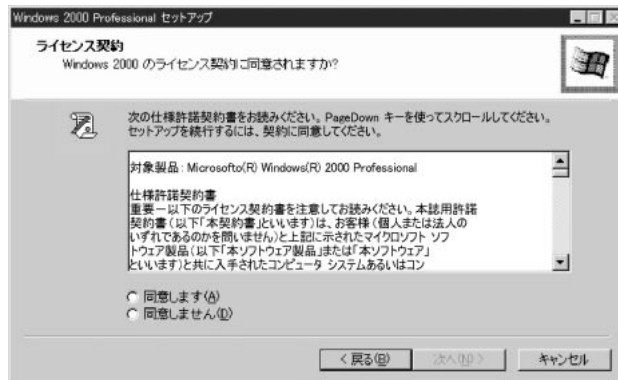 Windows 2000 Professional セットアップ
ライセンス契約
Windows 2000 のライセンス契約に同意されますか?
次の仕様許諾契約書をお読みください。PageDown キーを使ってスクロールしてください。
セットアップを続行するには、契約に同意してください。
対象製品 : Microsofto(R) Windows(R) 2000 Professional
仕様許諾契約書
重要－以下のライセンス契約書を注意してお読みください。本誌用許諾
契約書 (以下「本契約書」といいます)は、お客様 (個人または法人の
いずれであるのかを問いません)と上記に示されたマイクロソフト ソフ
トウェア製品 (以下「本ソフトウェア製品」または「本ソフトウェア」
といいます)と共に入手されたコンピュータ システムあるいはコン
同意します(A)
同意しません(D)
< 戻る(B)
次へ(N) >
キャンセル